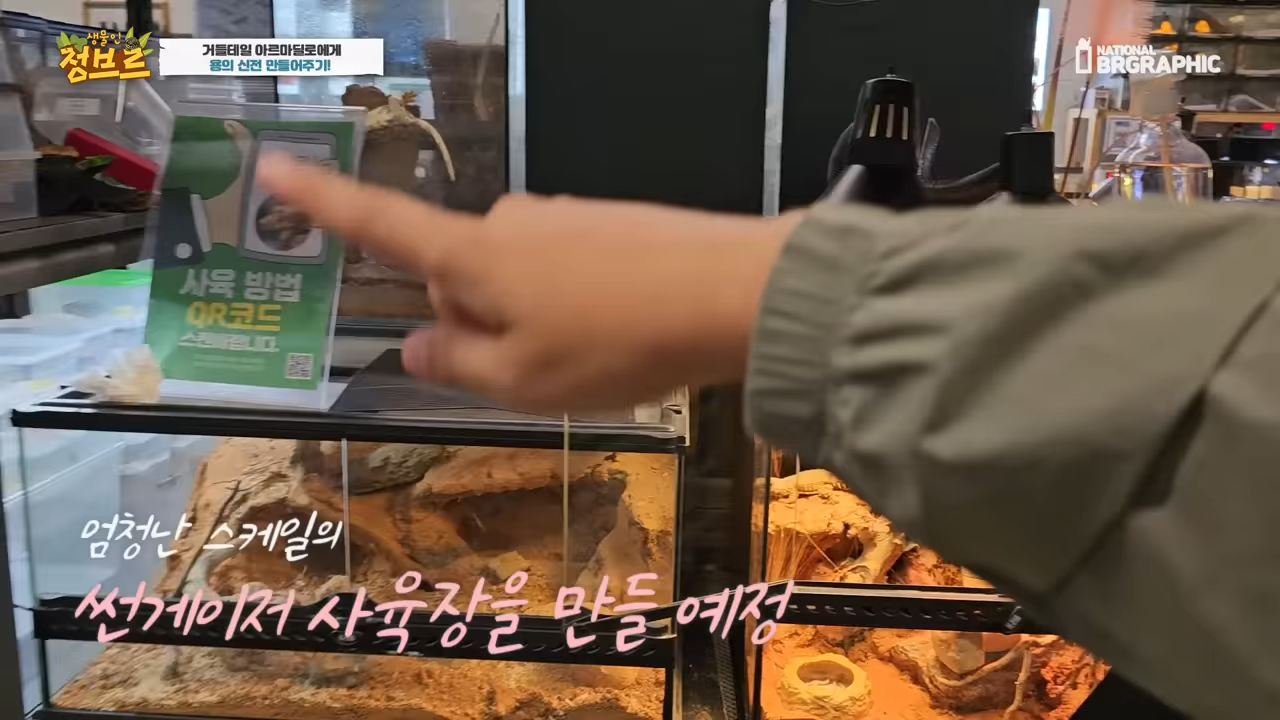 생물인
정브르
거들테일 아르마딜로에게
용의 신전 만들어주기!
NATIONAL
BRGRAPHIC
사육 방법
QR코드
엄청난 스케일의
썬게이저 사육장을 만들 예정